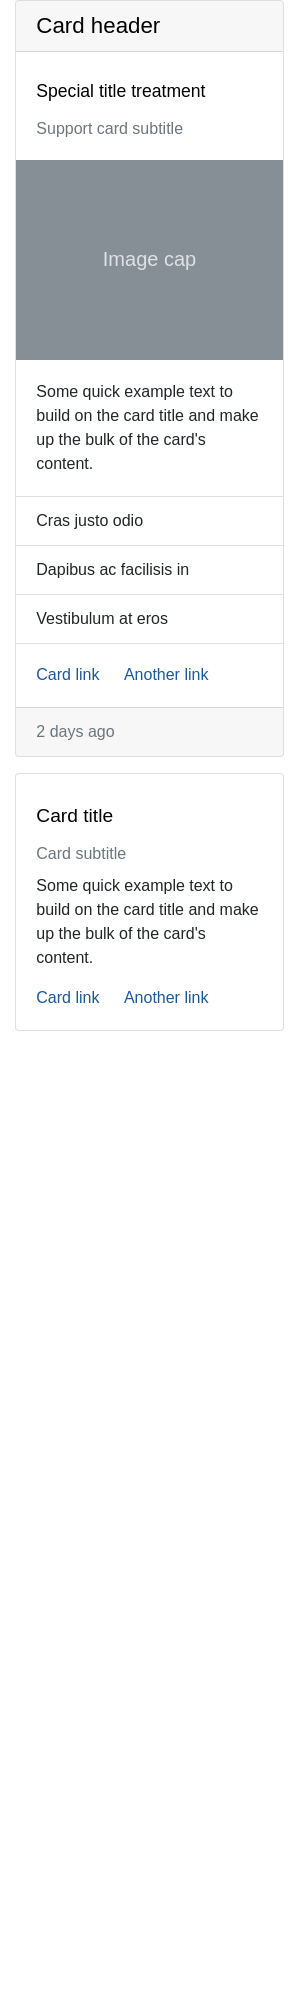 Card header
Special title treatment
Support card subtitle
Image cap
Some quick example text to
build on the card title and make
up the bulk of the card's
content.
Cras justo odio
Dapibus ac facilisis in
Vestibulum at eros
Card link Another link
2 days ago
Card title
Card subtitle
Some quick example text to
build on the card title and make
up the bulk of the card's
content.
Card link Another link